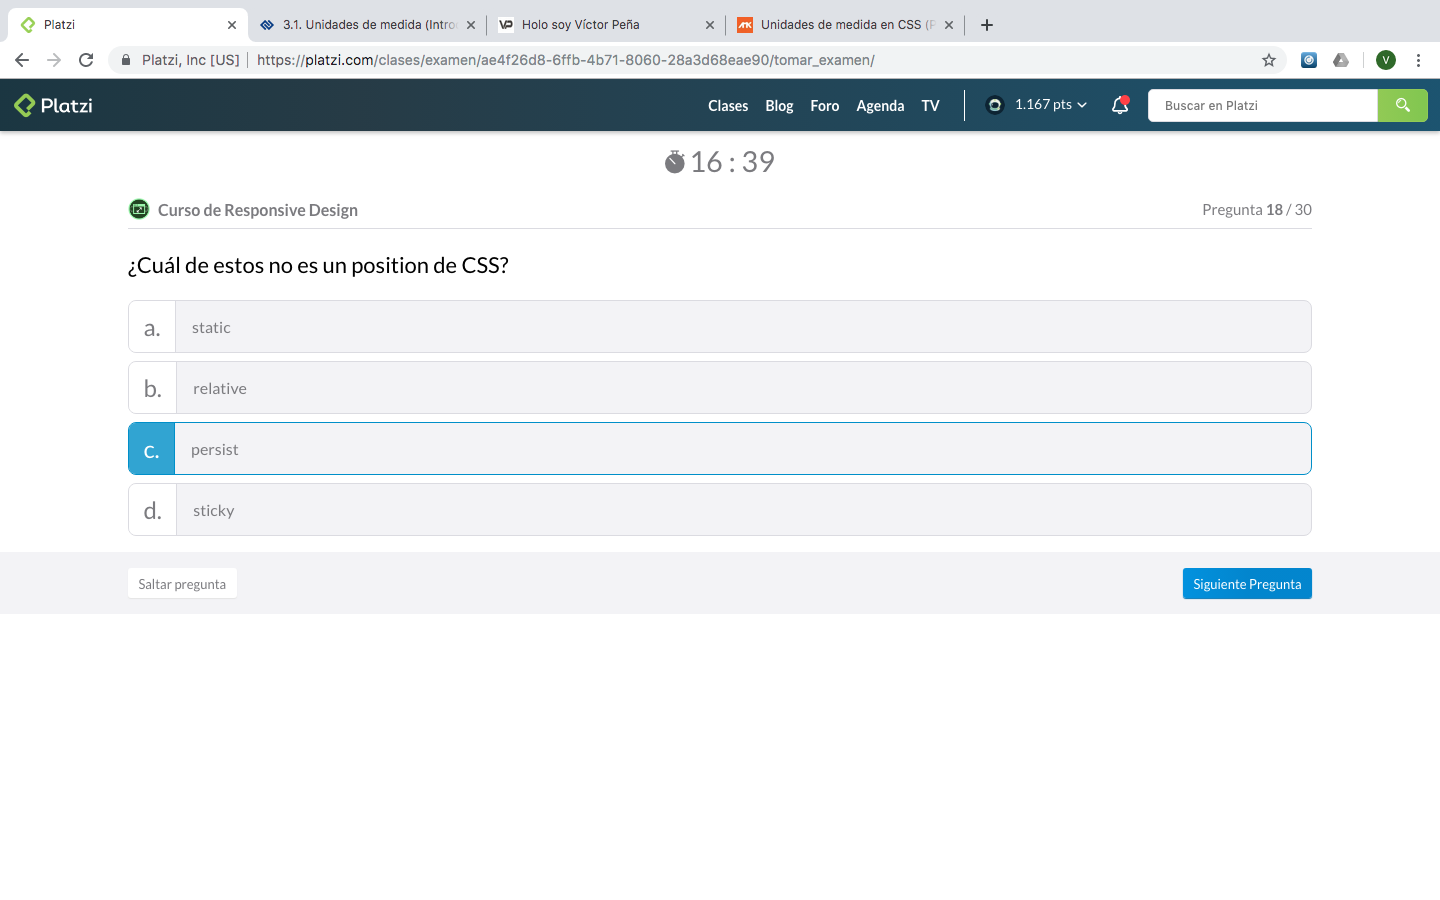 Platzi
3.1. Unidades de medida (Intro
Holo soy Víctor Peña
Unidades de medida en CSS (P
Platzi, Inc [US]
https://platzi.com/clases/examen/ae4f26d8-6ffb-4b71-8060-28a3d68eae90/tomar_examen/
V
Platzi
Clases
Blog
Foro
Agenda
TV
1.167 pts
Buscar en Platzi
16 : 39
Curso de Responsive Design
Pregunta 18 / 30
¿Cuál de estos no es un position de CSS?
a. static
b. relative
c. persist
d. sticky
Saltar pregunta
Siguiente Pregunta